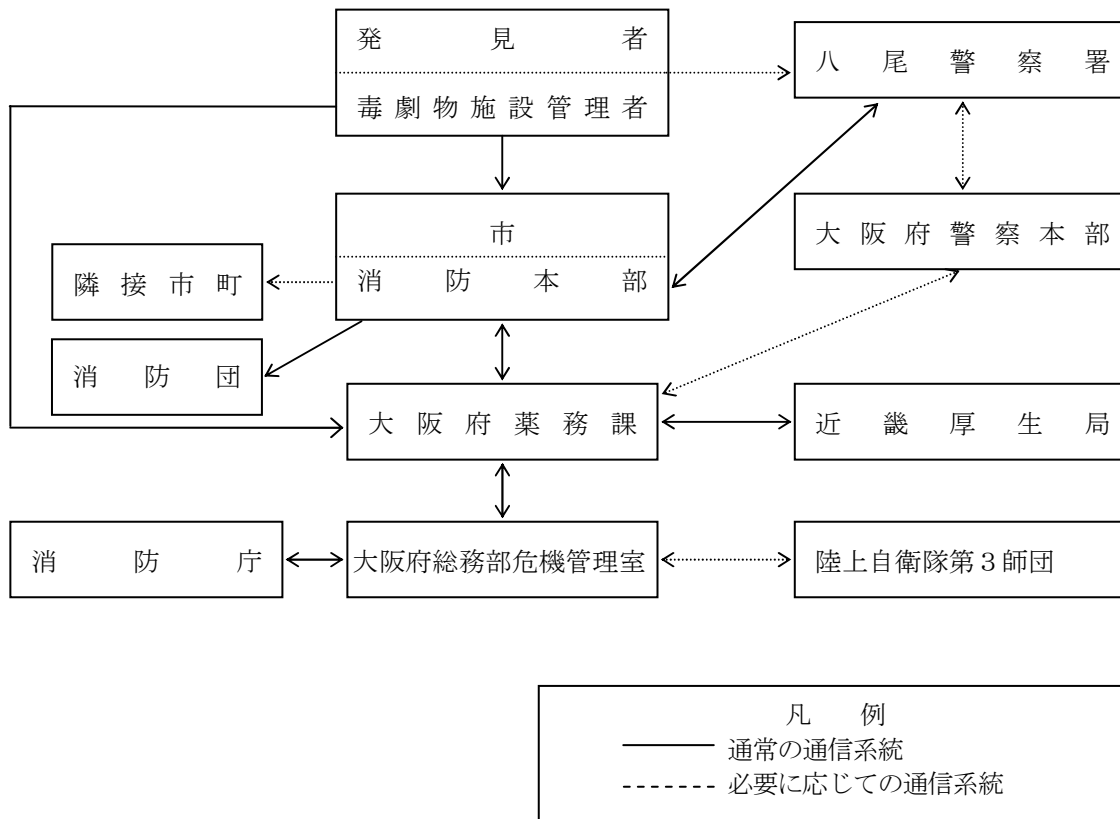 発見者
八尾警察署
毒劇物施設管理者
市
大阪府警察本部
隣接市町
消防本部
消防団
大阪府薬務課
近畿厚生局
消防庁
大阪府総務部危機管理室
陸上自衛隊第３師団
凡例
通常の通信系統
必要に応じての通信系統